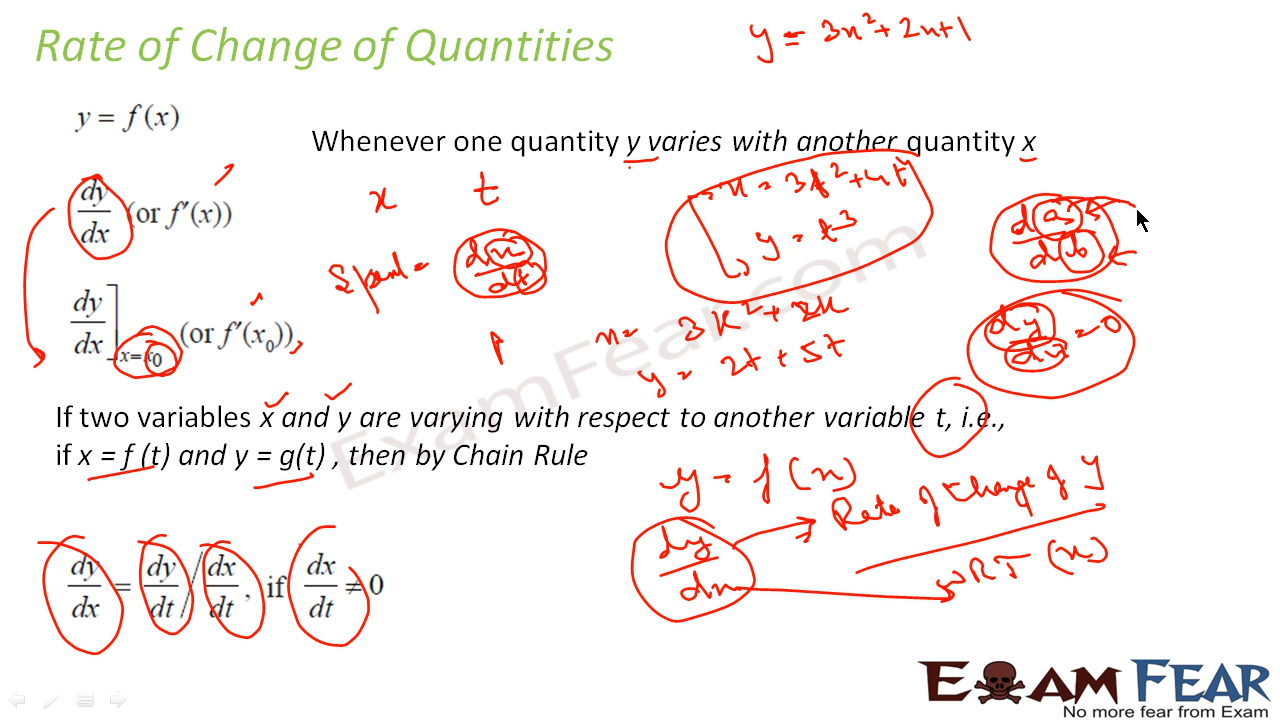 Rate of Change of Quantities
y = 3x² + 2x + 1
y = f (x)
Whenever one quantity y varies with another quantity x
dy/dx (or f′(x))
x t
x = 3t² + 4t
y = t³
d(a)/d(b)
Speed = dx/dt
dy/dx]x=x₀ (or f′(x₀)),
dy/dx = 0
y = 2t + 5t
If two variables x and y are varying with respect to another variable t, i.e.,
if x = f (t) and y = g(t) , then by Chain Rule
y = f (x)
dy/dx
Rate of Change of y
WRT (x)
dy/dx = dy/dt / dx/dt, if dx/dt ≠ 0
ExamFear.com
EXAM FEAR
No more fear from Exam